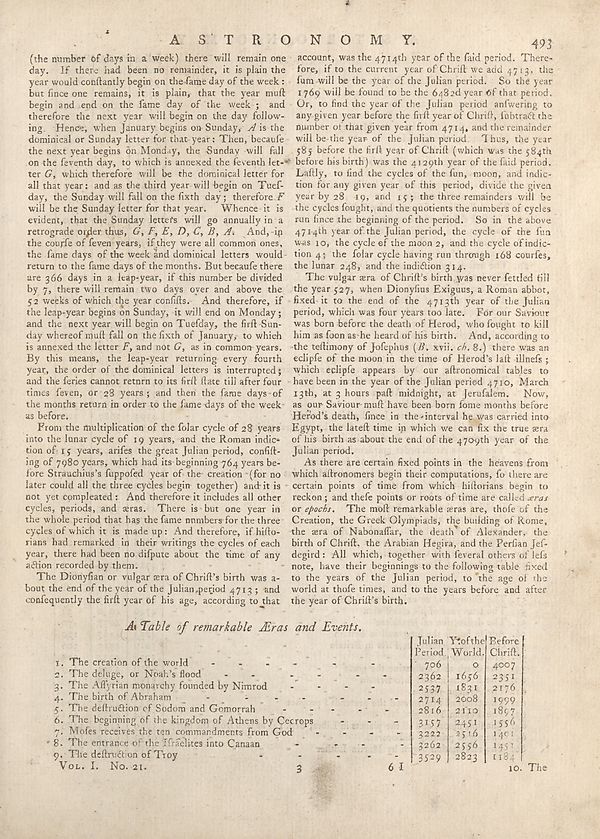 ASTRONOMY. 493
(the number of days in a week) there will remain one
day. If there had been no remainder, it is plain the
year would conſtantly begin on the ſame day of the week :
but ſince one remains, it is plain, that the year muſt
begin and end on the ſame day of the week ; and
therefore the next year will begin on the day follow-
ing. Hence, when January begins on Sunday, A is the
dominical or Sunday letter for that year : Then, becauſe
the next year begins on Monday, the Sunday will fall
on the ſeventh day, to which is annexed the ſeventh let-
ter G, which therefore will be the dominical letter for
all that year: and as the third year will begin on Tueſ-
day, the Sunday will fall on the ſixth day ; therefore F
will be the Sunday letter for that year. Whence it is
evident, that the Sunday letters will go annually in a
retrograde order thus, G, F, E, D, C, B, A. And, in
the courſe of ſeven years, if they were all common ones,
the ſame days of the week and dominical letters would
return to the ſame days of the months. But becauſe there
are 366 days in a leap-year, if this number be divided
by 7, there will remain two days over and above the
52 weeks of which the year conſiſts. And therefore, if
the leap-year begins on Sunday, it will end on Monday ;
and the next year will begin on Tueſday, the firſt Sun-
day whereof muſt fall on the ſixth of January, to which
is annexed the letter F, and not G, as in common years.
By this means, the leap-year returning every fourth
year, the order of the dominical letters is interrupted ;
and the ſeries cannot return to its firſt ſtate till after four
times ſeven, or 28 years ; and then the ſame days of
the months return in order to the ſame days of the week
as before.
From the multiplication of the ſolar cycle of 28 years
into the lunar cycle of 19 years, and the Roman indic-
tion of 15 years, ariſes the great Julian period, conſiſt-
ing of 7980 years, which had its beginning 764 years be-
fore Strauchius's ſuppoſed year of the creation (for no
later could all the three cycles begin together) and it is
not yet compleated : And therefore it includes all other
cycles, periods, and æras. There is but one year in
the whole period that has the ſame numbers for the three
cycles of which it is made up : And therefore, if hiſto-
rians had remarked in their writings the cycles of each
year, there had been no diſpute about the time of any
action recorded by them.
The Dionyſian or vulgar æra of Chriſt's birth was a-
bout the end of the year of the Julian period 4713 ; and
conſequently the firſt year of his age, according to that
account, was the 4714th year of the ſaid period. There-
fore, if to the current year of Chriſt we add 4713, the
ſum will be the year of the Julian period. So the year
1769 will be found to be the 6482d year of that period.
Or, to find the year of the Julian period anſwering to
any given year before the firſt year of Chriſt, ſubtract the
number of that given year from 4714, and the remainder
will be the year of the Julian period. Thus, the year
585 before the firſt year of Chriſt (which was the 584th
before his birth) was the 4129th year of the ſaid period.
Laſtly, to find the cycles of the ſun, moon, and indic-
tion for any given year of this period, divide the given
year by 28, 19, and 15 ; the three remainders will be
the cycles ſought, and the quotients the numbers of cycles
run ſince the beginning of the period. So in the above
4714th year of the Julian period, the cycle of the ſun
was 10, the cycle of the moon 2, and the cycle of indic-
tion 4; the ſolar cycle having run through 168 courſes,
the lunar 248, and the indiction 314.
The vulgar æra of Chriſt's birth was never ſettled till
the year 527, when Dionyſius Exiguus, a Roman abbot,
fixed it to the end of the 4713th year of the Julian
period, which was four years too late. For our Saviour
was born before the death of Herod, who ſought to kill
him as ſoon as he heard of his birth. And, according to
the teſtimony of Joſephus (B. xvii. ch. 8.) there was an
eclipſe of the moon in the time of Herod's laſt illneſs ;
which eclipſe appears by our aſtronomical tables to
have been in the year of the Julian period 4710, March
13th, at 3 hours paſt midnight, at Jeruſalem. Now,
as our Saviour muſt have been born ſome months before
Herod's death, ſince in the interval he was carried into
Egypt, the lateſt time in which we can fix the true æra
of his birth as about the end of the 4709th year of the
Julian period.
As there are certain fixed points in the heavens from
which aſtronomers begin their computations, ſo there are
certain points of time from which hiſtorians begin to
reckon ; and theſe points or roots of time are called æras
or epochs. The moſt remarkable æras are, thoſe of the
Creation, the Greek Olympiads, the building of Rome,
the æra of Nabonaſſar, the death of Alexander, the
birth of Chriſt, the Arabian Hegira, and the Perſian Jeſ-
degird : All which, together with ſeveral others of leſs
note, have their beginnings to the following table fixed
to the years of the Julian period, to the age of the
world at thoſe times, and to the years before and after
the year of Chriſt's birth.
A Table of remarkable Æras and Events.
Julian Yr of the Before
Period. World. Chriſt.
1. The creation of the world - - - - - 706 0 4007
2. The deluge, or Noah's flood - - - - - 2362 1656 2351
3. The Aſſyrian monarchy founded by Nimrod - - - 2537 1831 2176
4. The birth of Abraham - - - - - 2714 2008 1999
5. The deſtruction of Sodom and Gomorrah - - - - 2816 2110 1897
6. The beginning of the kingdom of Athens by Cecrops - - - 3157 2451 1556
7. Moſes receives the ten commandments from God - - - 3222 2516 1491
8. The entrance of the Iſraelites into Canaan - - - 3262 2556 1451
9. The deſtruction of Troy - - - - 3529 2823 1184
VOL. I. No. 21. 3 6 I 10. The